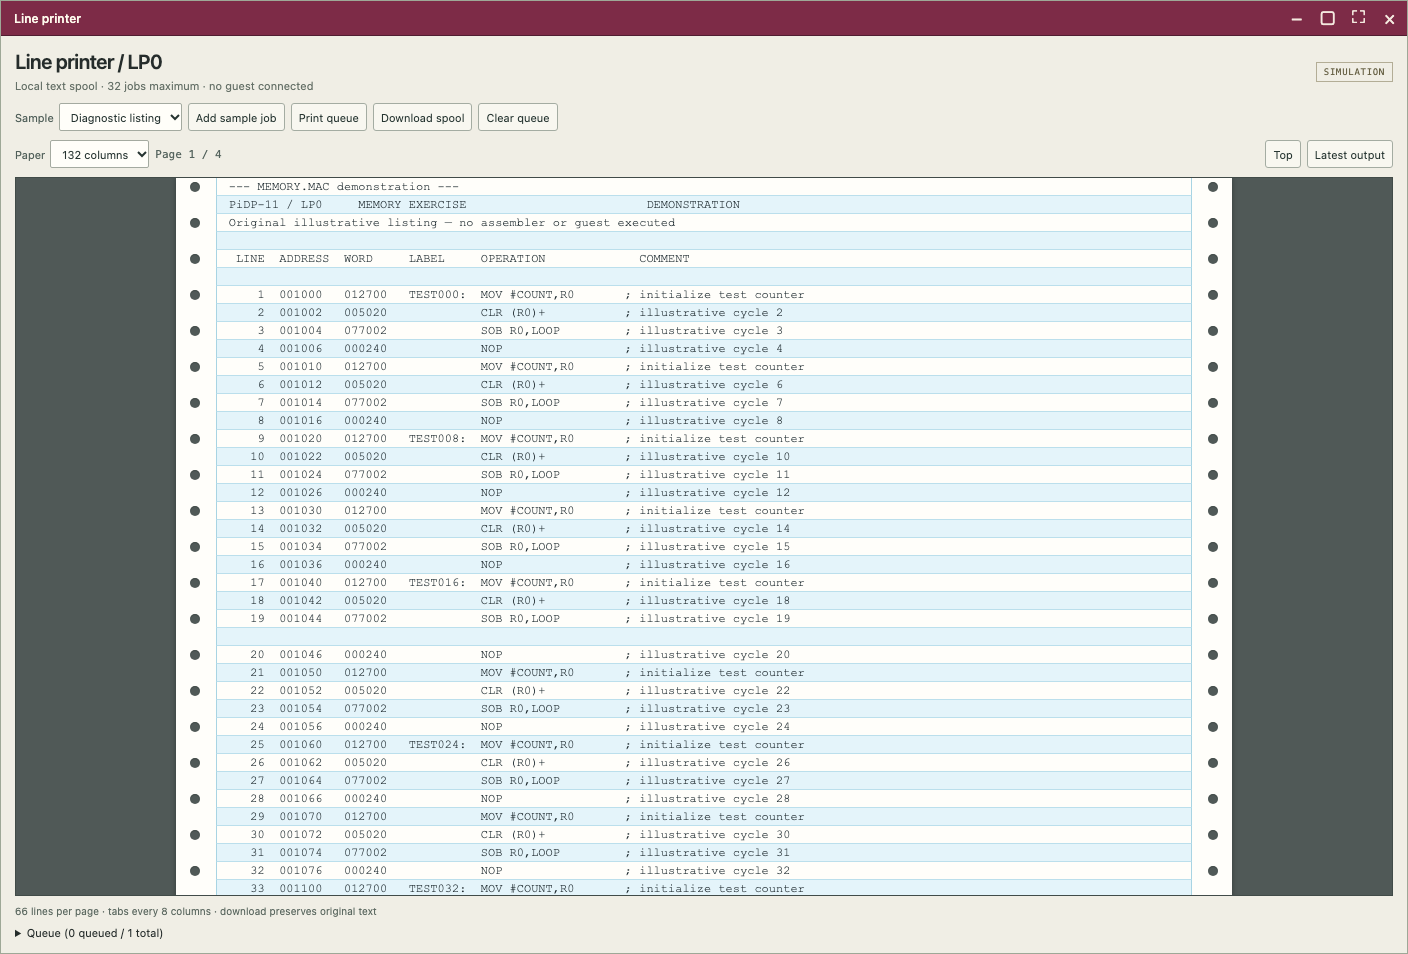 Line printer
Line printer / LP0
Local text spool · 32 jobs maximum · no guest connected
SIMULATION
Sample Diagnostic listing Add sample job Print queue Download spool Clear queue
Paper 132 columns Page 1 / 4 Top Latest output
--- MEMORY.MAC demonstration ---
PiDP-11 / LP0 MEMORY EXERCISE DEMONSTRATION
Original illustrative listing — no assembler or guest executed
LINE ADDRESS WORD LABEL OPERATION COMMENT
1 001000 012700 TEST000: MOV #COUNT,R0 ; initialize test counter
2 001002 005020 CLR (R0)+ ; illustrative cycle 2
3 001004 077002 SOB R0,LOOP ; illustrative cycle 3
4 001006 000240 NOP ; illustrative cycle 4
5 001010 012700 MOV #COUNT,R0 ; initialize test counter
6 001012 005020 CLR (R0)+ ; illustrative cycle 6
7 001014 077002 SOB R0,LOOP ; illustrative cycle 7
8 001016 000240 NOP ; illustrative cycle 8
9 001020 012700 TEST008: MOV #COUNT,R0 ; initialize test counter
10 001022 005020 CLR (R0)+ ; illustrative cycle 10
11 001024 077002 SOB R0,LOOP ; illustrative cycle 11
12 001026 000240 NOP ; illustrative cycle 12
13 001030 012700 MOV #COUNT,R0 ; initialize test counter
14 001032 005020 CLR (R0)+ ; illustrative cycle 14
15 001034 077002 SOB R0,LOOP ; illustrative cycle 15
16 001036 000240 NOP ; illustrative cycle 16
17 001040 012700 TEST016: MOV #COUNT,R0 ; initialize test counter
18 001042 005020 CLR (R0)+ ; illustrative cycle 18
19 001044 077002 SOB R0,LOOP ; illustrative cycle 19
20 001046 000240 NOP ; illustrative cycle 20
21 001050 012700 MOV #COUNT,R0 ; initialize test counter
22 001052 005020 CLR (R0)+ ; illustrative cycle 22
23 001054 077002 SOB R0,LOOP ; illustrative cycle 23
24 001056 000240 NOP ; illustrative cycle 24
25 001060 012700 TEST024: MOV #COUNT,R0 ; initialize test counter
26 001062 005020 CLR (R0)+ ; illustrative cycle 26
27 001064 077002 SOB R0,LOOP ; illustrative cycle 27
28 001066 000240 NOP ; illustrative cycle 28
29 001070 012700 MOV #COUNT,R0 ; initialize test counter
30 001072 005020 CLR (R0)+ ; illustrative cycle 30
31 001074 077002 SOB R0,LOOP ; illustrative cycle 31
32 001076 000240 NOP ; illustrative cycle 32
33 001100 012700 TEST032: MOV #COUNT,R0 ; initialize test counter
66 lines per page · tabs every 8 columns · download preserves original text
Queue (0 queued / 1 total)